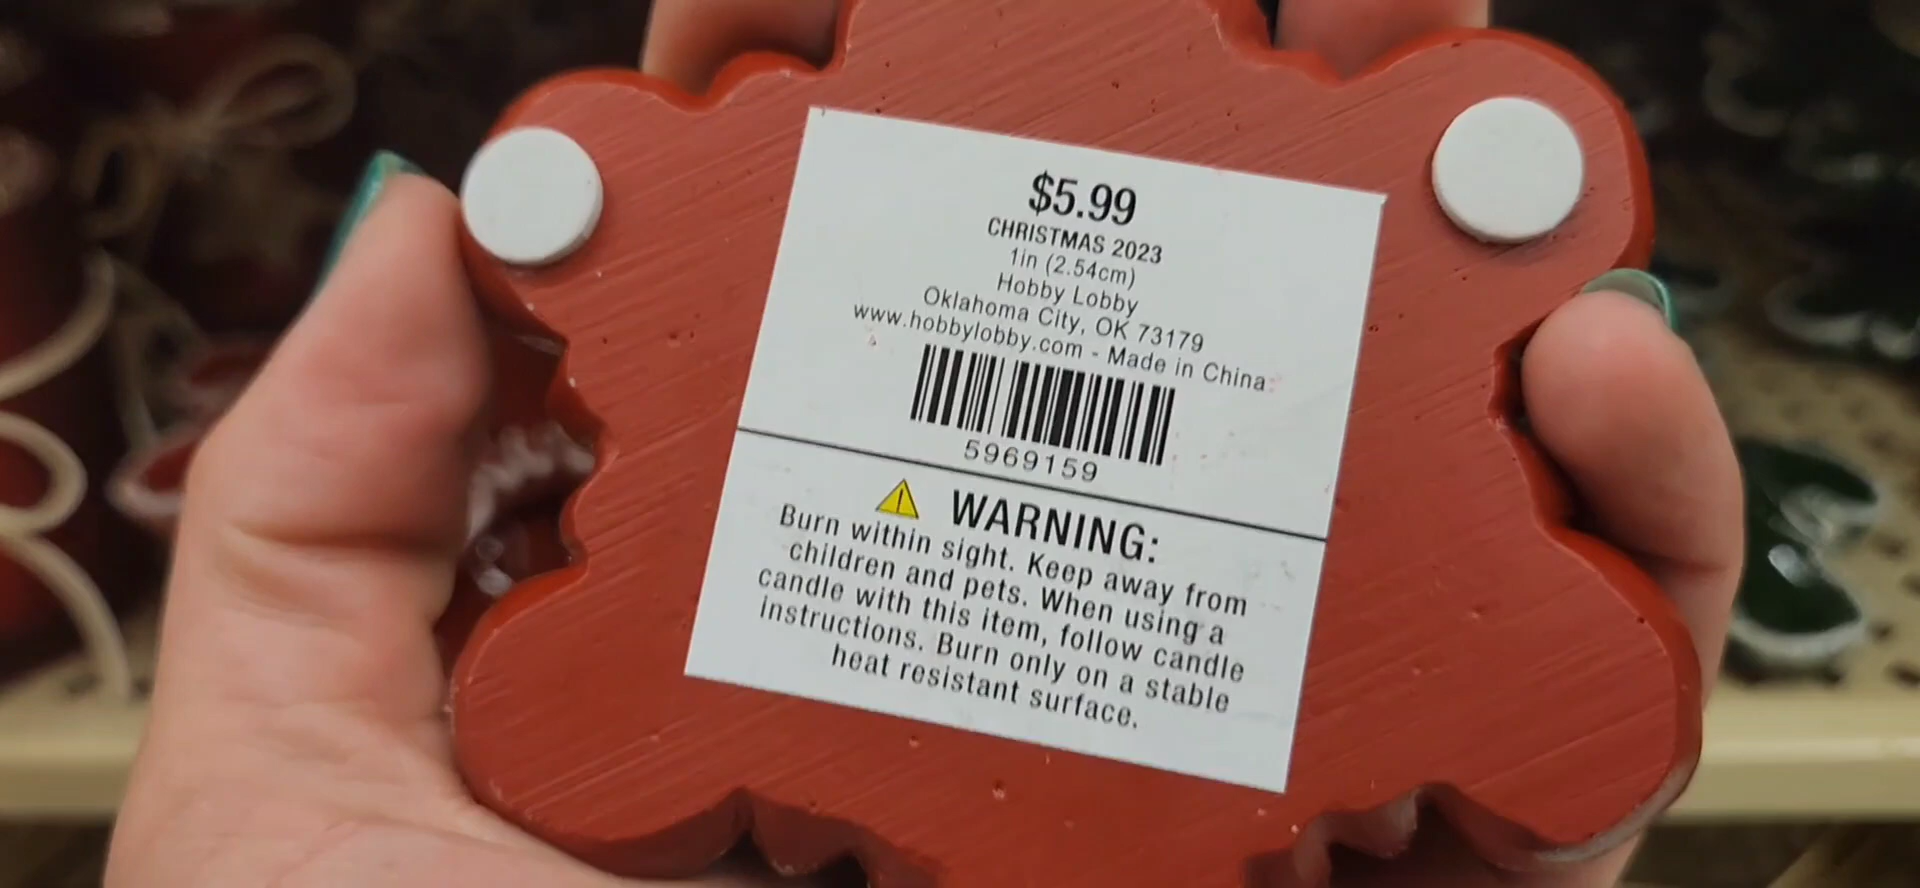 $5.99
CHRISTMAS 2023
1in (2.54cm)
Hobby Lobby
Oklahoma City, OK 73179
www.hobbylobby.com - Made in China
5969159
WARNING:
Burn within sight. Keep away from
children and pets. When using a
candle with this item, follow candle
instructions. Burn only on a stable
heat resistant surface.